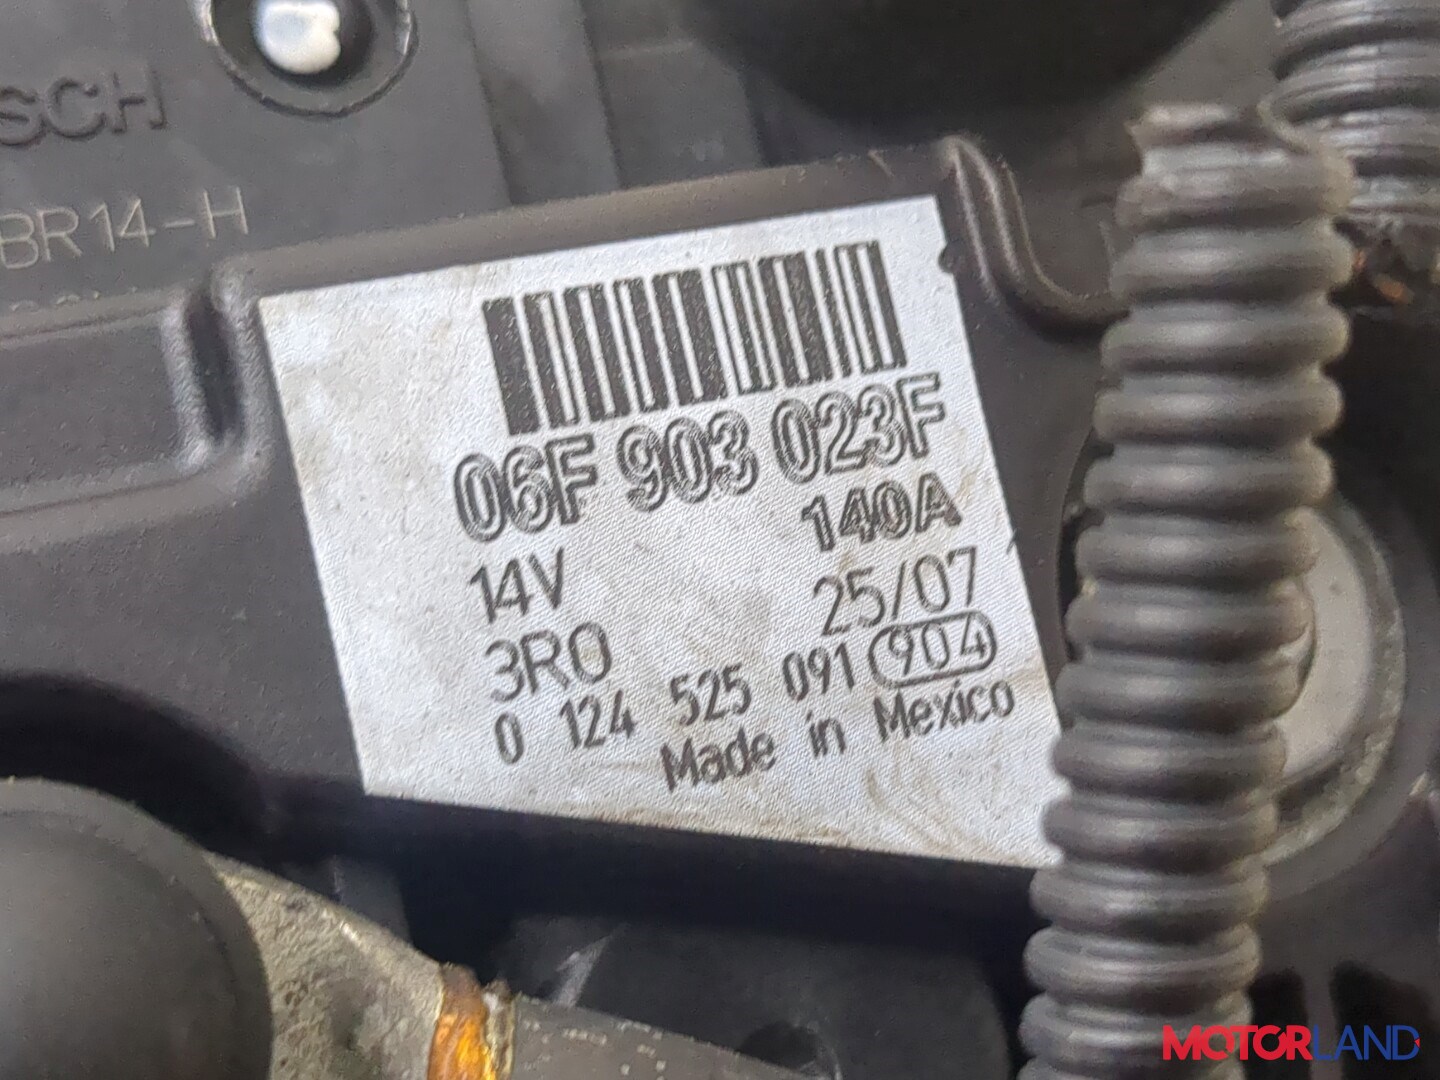 SCH
BR14-H
06F 903 023F
140A
14V
25/07
3R0
0 124 525 091 904
Made in Mexico
MOTORLAND